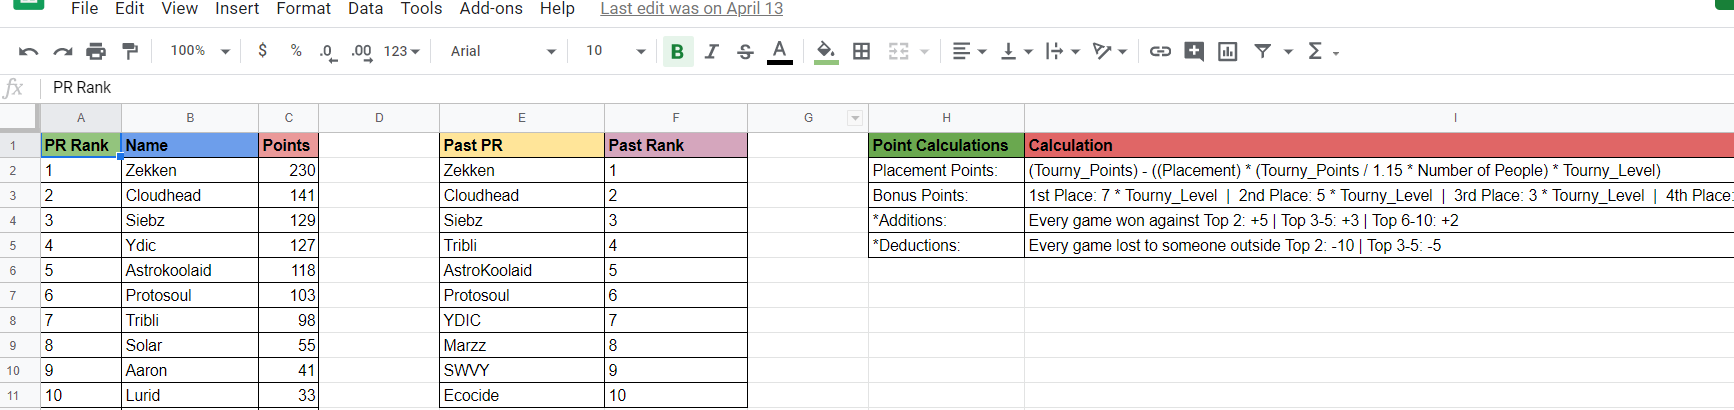 File Edit View Insert Format Data Tools Add-ons Help Last edit was on April 13
100% $ % .0 .00 123 Arial 10 B I S A
fx PR Rank
A B C D E F G H I
1 PR Rank Name Points Past PR Past Rank Point Calculations Calculation
2 1 Zekken 230 Zekken 1 Placement Points: (Tourny_Points) - ((Placement) * (Tourny_Points / 1.15 * Number of People) * Tourny_Level)
3 2 Cloudhead 141 Cloudhead 2 Bonus Points: 1st Place: 7 * Tourny_Level | 2nd Place: 5 * Tourny_Level | 3rd Place: 3 * Tourny_Level | 4th Place:
4 3 Siebz 129 Siebz 3 *Additions: Every game won against Top 2: +5 | Top 3-5: +3 | Top 6-10: +2
5 4 Ydic 127 Tribli 4 *Deductions: Every game lost to someone outside Top 2: -10 | Top 3-5: -5
6 5 Astrokoolaid 118 AstroKoolaid 5
7 6 Protosoul 103 Protosoul 6
8 7 Tribli 98 YDIC 7
9 8 Solar 55 Marzz 8
10 9 Aaron 41 SWVY 9
11 10 Lurid 33 Ecocide 10